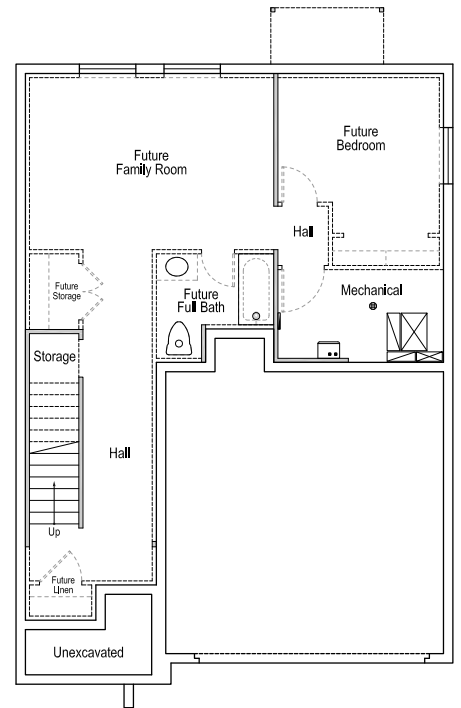 Future
Family Room
Future
Bedroom
Hall
Future
Storage
Future
Full Bath
Mechanical
Storage
Hall
Up
Future
Linen
Unexcavated